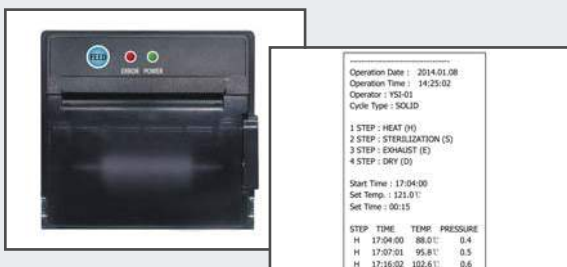 FEED
ERROR POWER
Operation Date : 2014.01.08
Operation Time : 14:25:02
Operator : YSI-01
Cycle Type : SOLID
1 STEP : HEAT (H)
2 STEP : STERILIZATION (S)
3 STEP : EXHAUST (E)
4 STEP : DRY (D)
Start Time : 17:04:00
Set Temp. : 121.0℃
Set Time : 00:15
STEP TIME TEMP. PRESSURE
H 17:04:00 88.0℃ 0.4
H 17:07:01 95.8℃ 0.5
H 17:16:02 102.6℃ 0.6